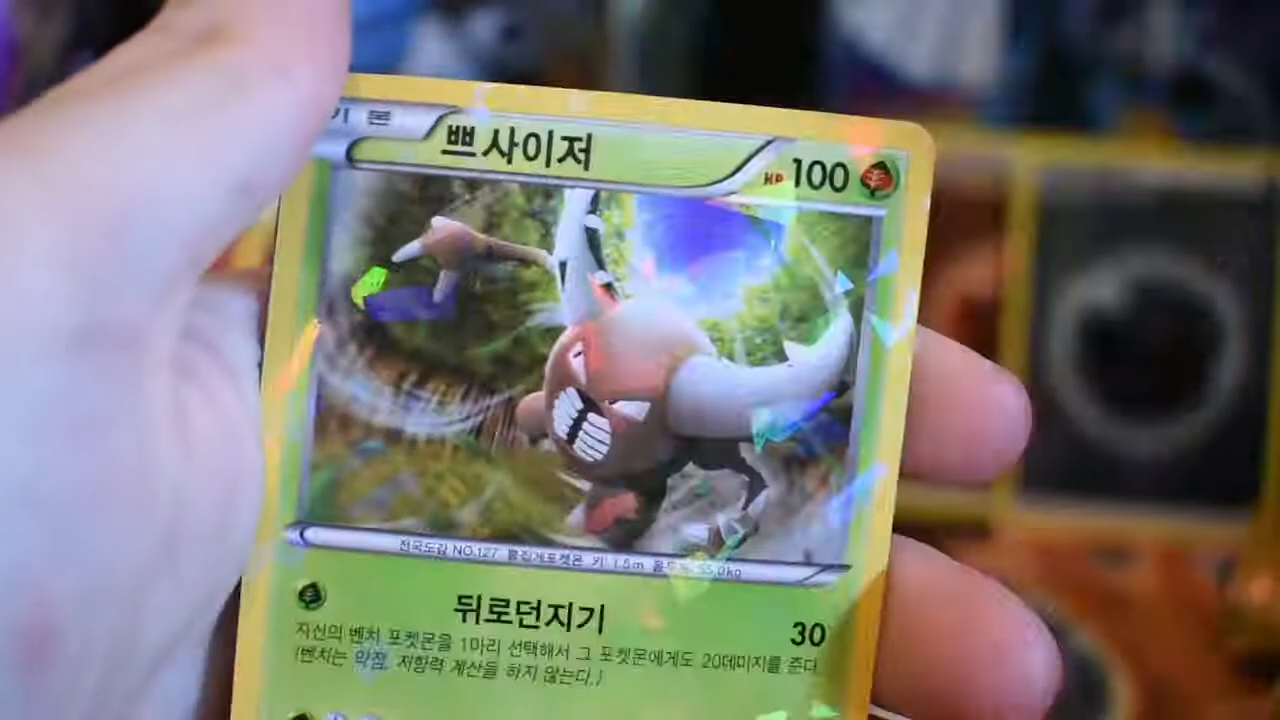 기 본
쁘사이저
HP 100
전국도감 NO.127 뿔집게포켓몬 키: 1.5m 몸무게: 55.0kg
뒤로던지기 30
자신의 벤치 포켓몬을 1마리 선택해서 그 포켓몬에게도 20데미지를 준다.
(벤치는 약점, 저항력 계산을 하지 않는다.)